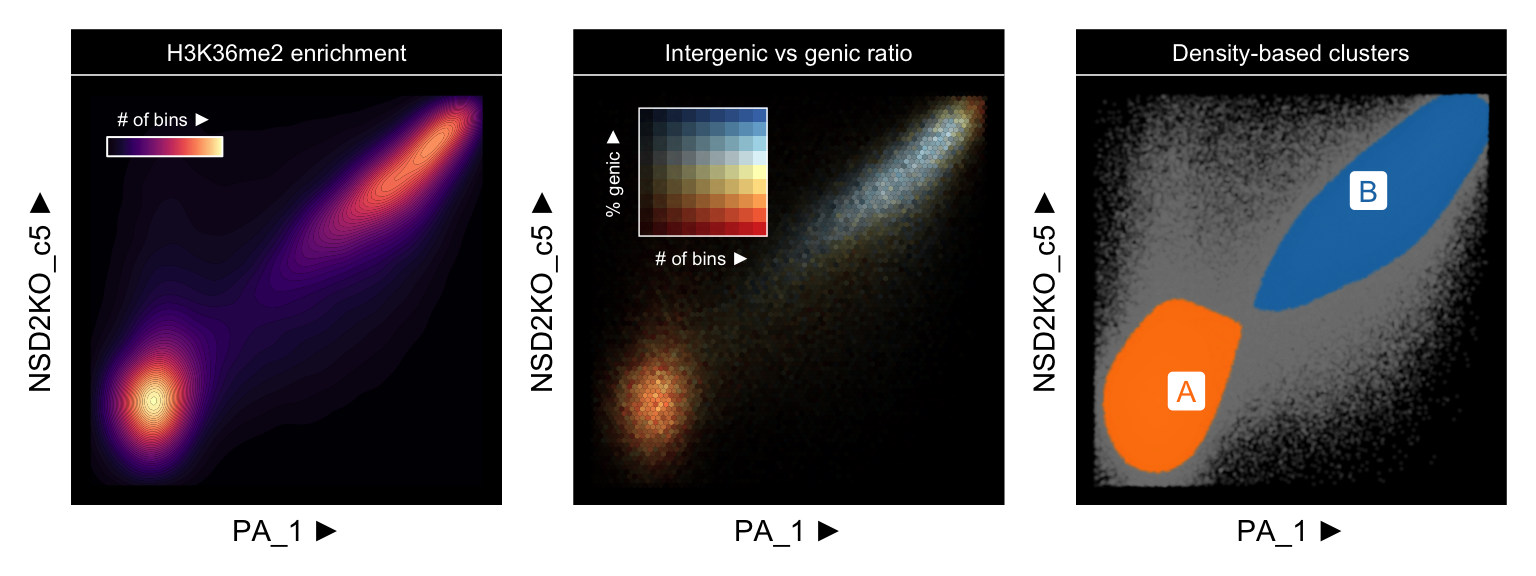 H3K36me2 enrichment
# of bins ►
NSD2KO_c5 ►
PA_1 ►
Intergenic vs genic ratio
% genic ►
# of bins ►
NSD2KO_c5 ►
PA_1 ►
Density-based clusters
B
A
NSD2KO_c5 ►
PA_1 ►